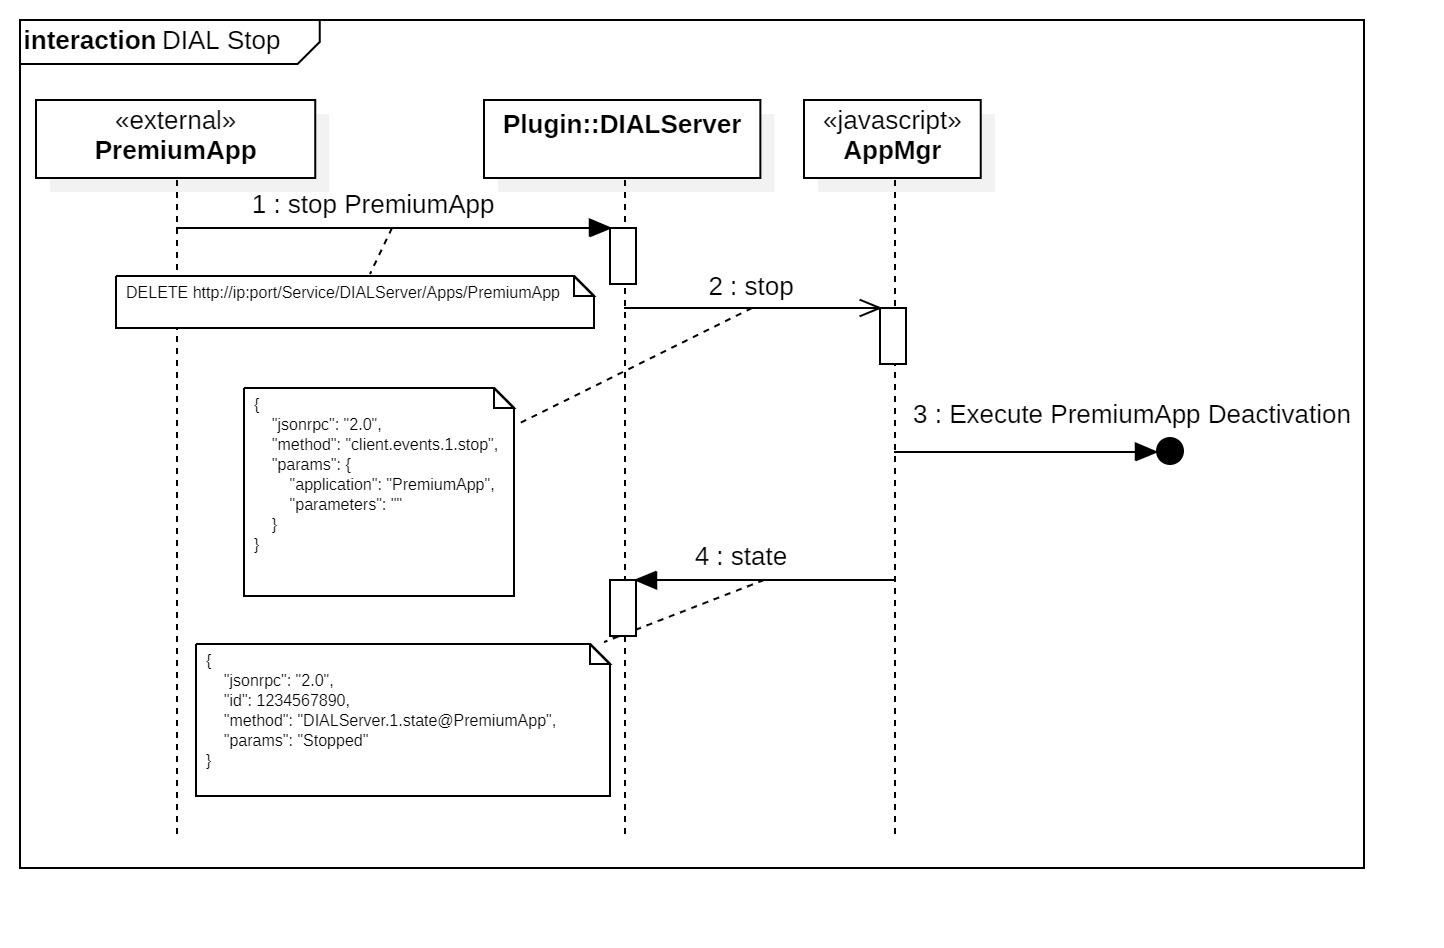 interaction DIAL Stop
«external»
PremiumApp
Plugin::DIALServer
«javascript»
AppMgr
1 : stop PremiumApp
DELETE http://ip:port/Service/DIALServer/Apps/PremiumApp
2 : stop
{
"jsonrpc": "2.0",
"method": "client.events.1.stop",
"params": {
"application": "PremiumApp",
"parameters": ""
}
}
3 : Execute PremiumApp Deactivation
4 : state
{
"jsonrpc": "2.0",
"id": 1234567890,
"method": "DIALServer.1.state@PremiumApp",
"params": "Stopped"
}